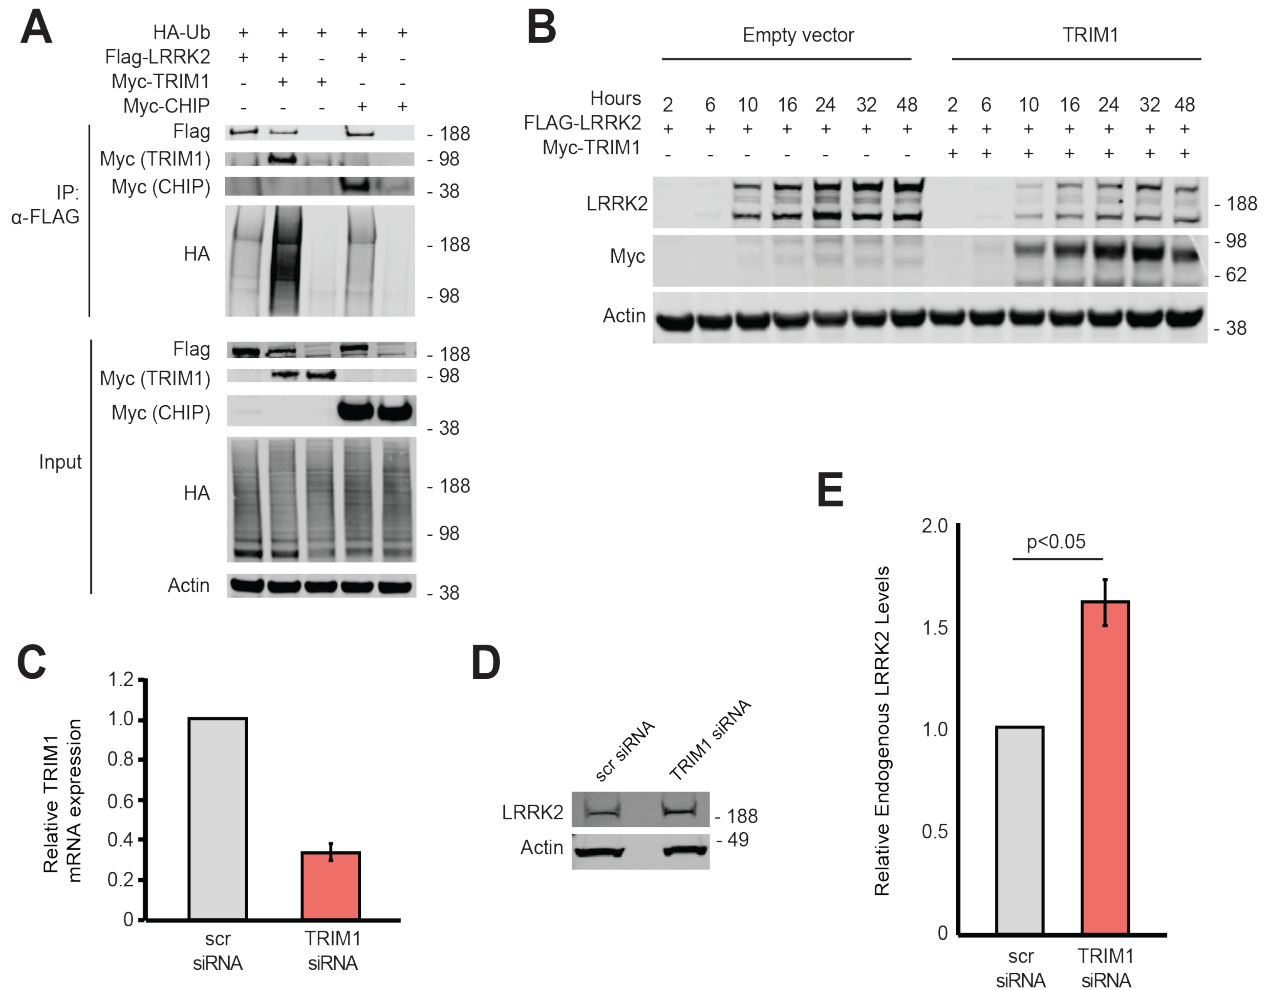 A
HA-Ub + + + + +
Flag-LRRK2 + + - + -
Myc-TRIM1 - + + - -
Myc-CHIP - - - + +
IP:
α-FLAG
Flag - 188
Myc (TRIM1) - 98
Myc (CHIP) - 38
HA - 188
- 98
Input
Flag - 188
Myc (TRIM1) - 98
Myc (CHIP)
- 38
HA - 188
- 98
Actin - 38
B
Empty vector TRIM1
Hours 2 6 10 16 24 32 48 2 6 10 16 24 32 48
FLAG-LRRK2 + + + + + + + + + + + + + +
Myc-TRIM1 - - - - - - - + + + + + + +
LRRK2 - 188
Myc - 98
- 62
Actin - 38
C
Relative TRIM1
mRNA expression
1.2
1.0
0.8
0.6
0.4
0.2
0
scr
siRNA
TRIM1
siRNA
D
scr siRNA
TRIM1 siRNA
LRRK2 - 188
Actin - 49
E
Relative Endogenous LRRK2 Levels
2.0
1.5
1.0
0.5
0
p<0.05
scr
siRNA
TRIM1
siRNA